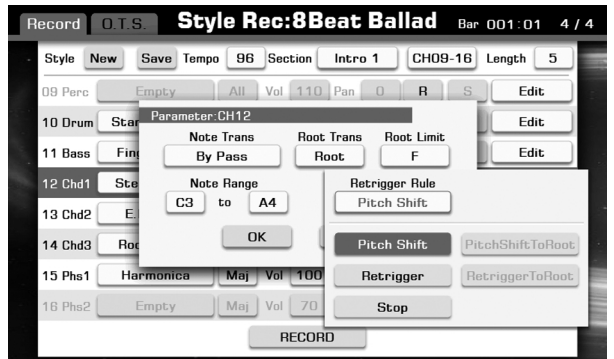 Record O.T.S. Style Rec:8Beat Ballad Bar 001:01 4/4
Style New Save Tempo 96 Section Intro 1 CH09-16 Length 5
09 Perc Empty All Vol 110 Pan 0 R S Edit
Parameter:CH12
10 Drum Edit
Note Trans Root Trans Root Limit
11 Bass By Pass Root F Edit
12 Chd1 Note Range Retrigger Rule
13 Chd2 E C3 to A4 Pitch Shift
14 Chd3 OK Pitch Shift PitchShiftToRoot
15 Phs1 Harmonica Maj Vol 100 Retrigger RetriggerToRoot
16 Phs2 Empty Maj Vol 70 Stop
RECORD